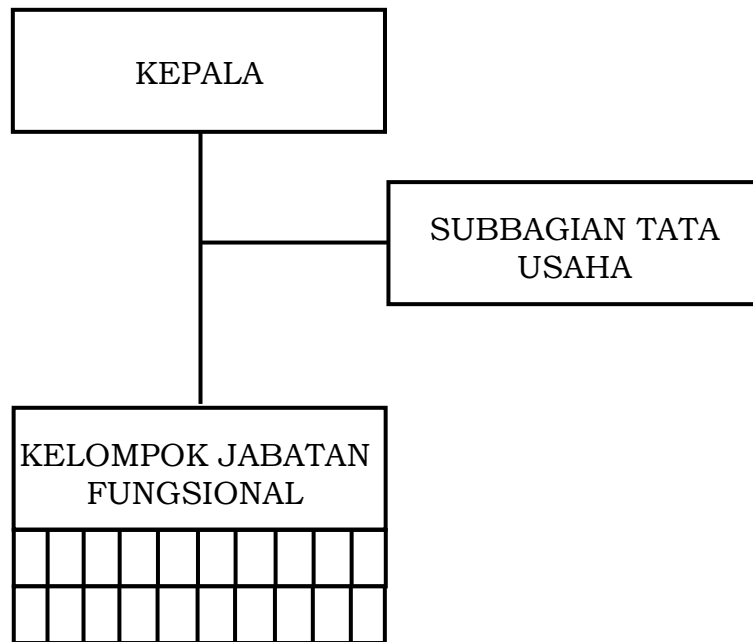 KEPALA
SUBBAGIAN TATA
USAHA
KELOMPOK JABATAN
FUNGSIONAL